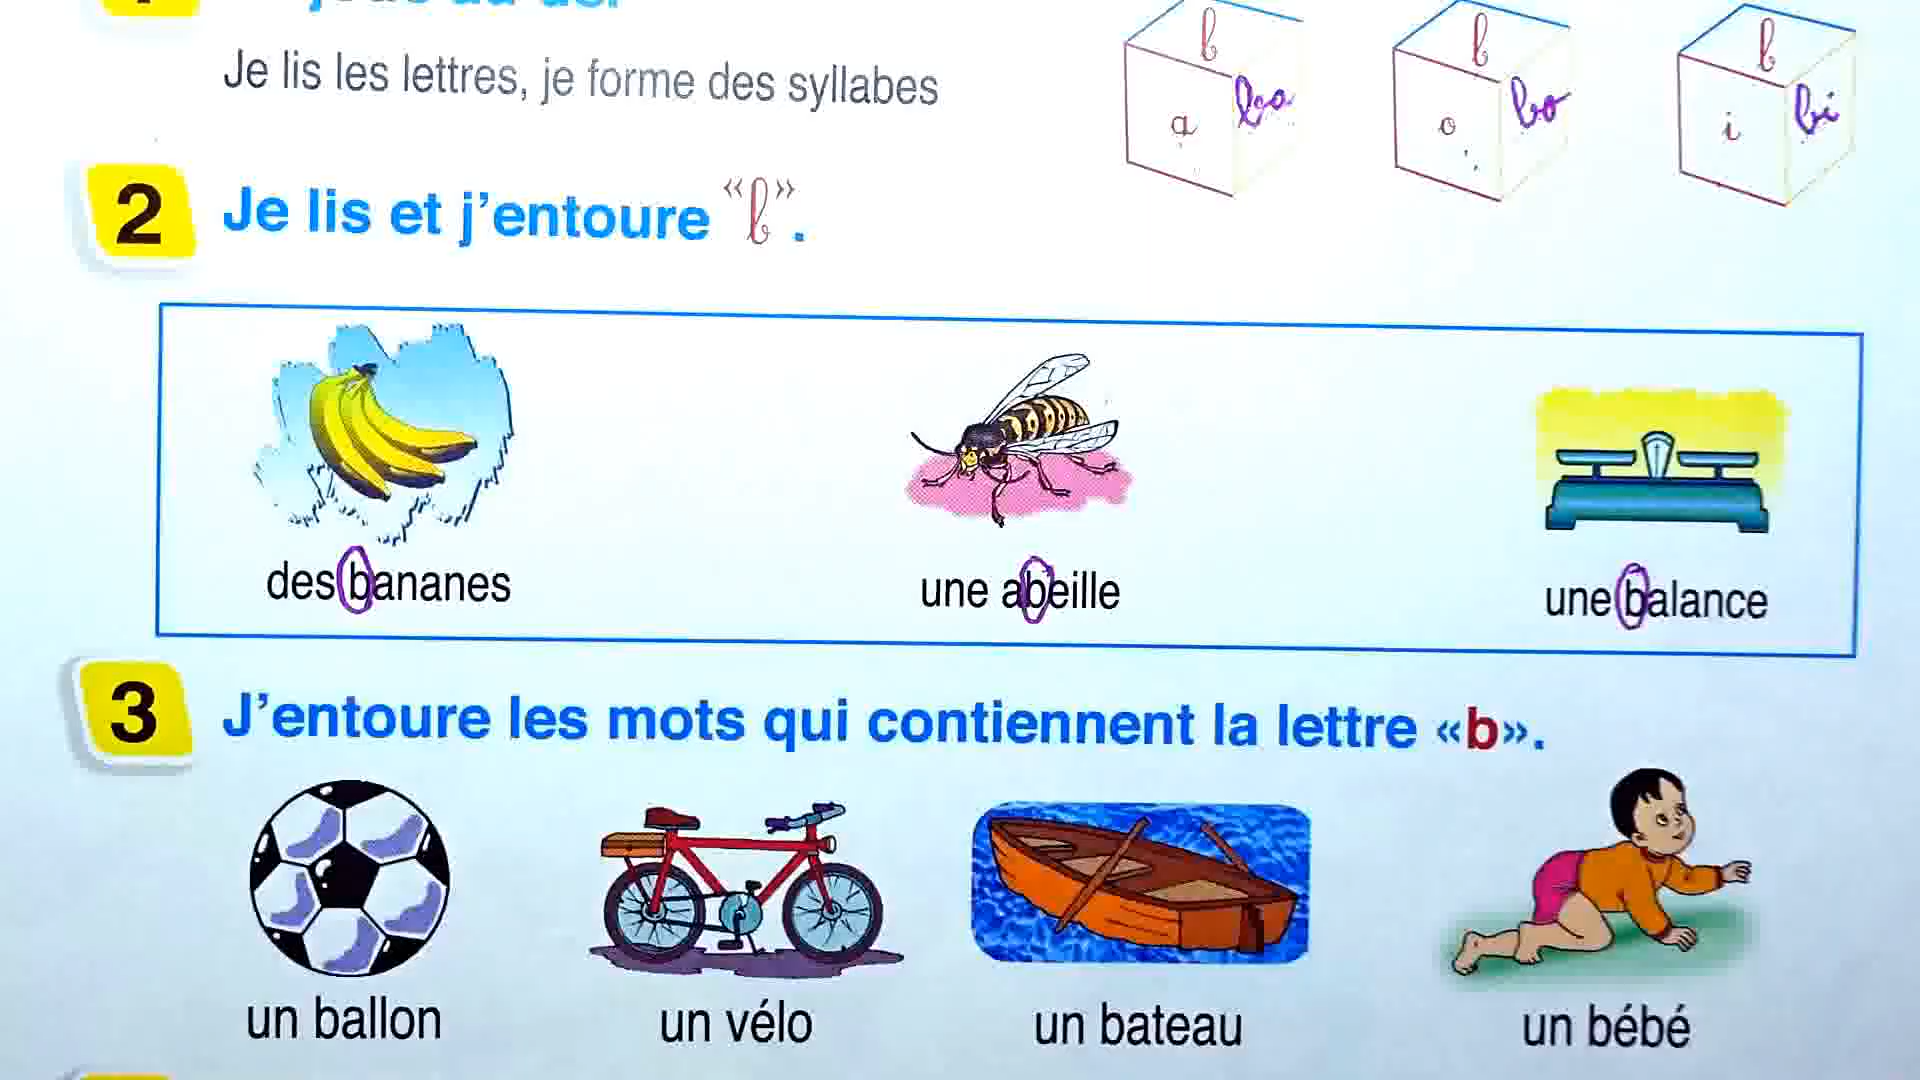 Je lis les lettres, je forme des syllabes
b
a
ba
b
o
bo
b
i
bi
2 Je lis et j’entoure “b”.
des bananes
une abeille
une balance
3 J’entoure les mots qui contiennent la lettre «b».
un ballon
un vélo
un bateau
un bébé